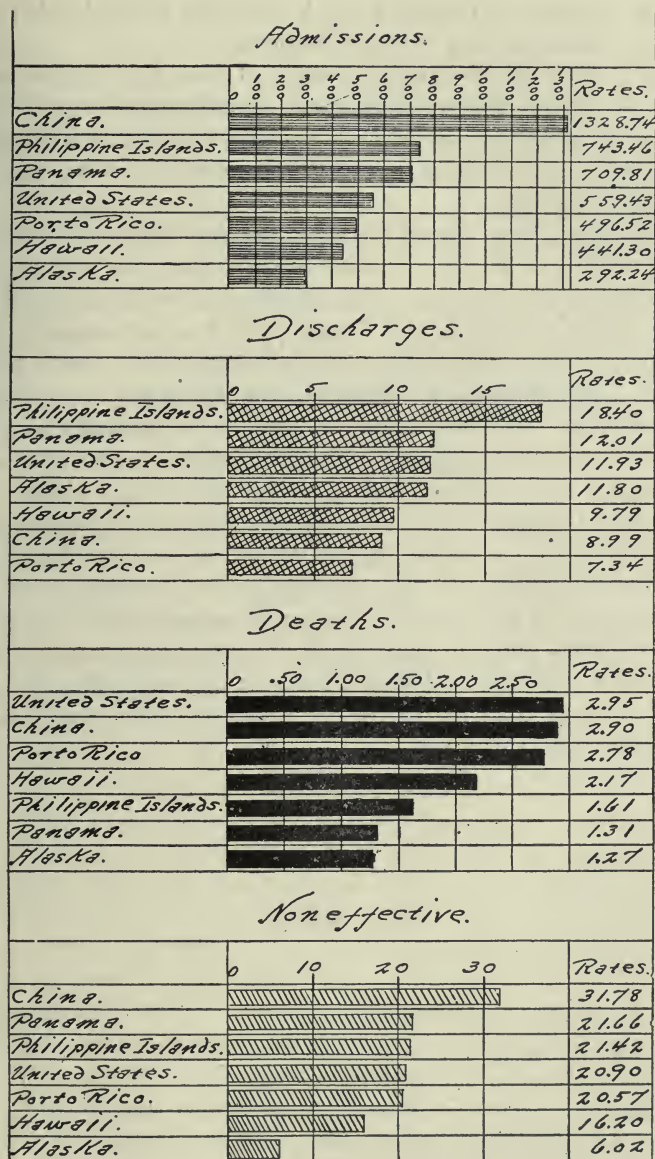 Admissions.
0 100 200 300 400 500 600 700 800 900 1000 1100 1200 1300 Rates.
China. 1328.74
Philippine Islands. 743.46
Panama. 709.81
United States. 559.43
Porto Rico. 496.52
Hawaii. 441.30
Alaska. 292.24
Discharges.
0 5 10 15 Rates.
Philippine Islands. 18.40
Panama. 12.01
United States. 11.93
Alaska. 11.80
Hawaii. 9.79
China. 8.99
Porto Rico. 7.34
Deaths.
0 .50 1.00 1.50 2.00 2.50 Rates.
United States. 2.95
China. 2.90
Porto Rico 2.78
Hawaii. 2.17
Philippine Islands. 1.61
Panama. 1.31
Alaska. 1.27
Noneffective.
0 10 20 30 Rates.
China. 31.78
Panama. 21.66
Philippine Islands. 21.42
United States. 20.90
Porto Rico. 20.57
Hawaii. 16.20
Alaska. 6.02